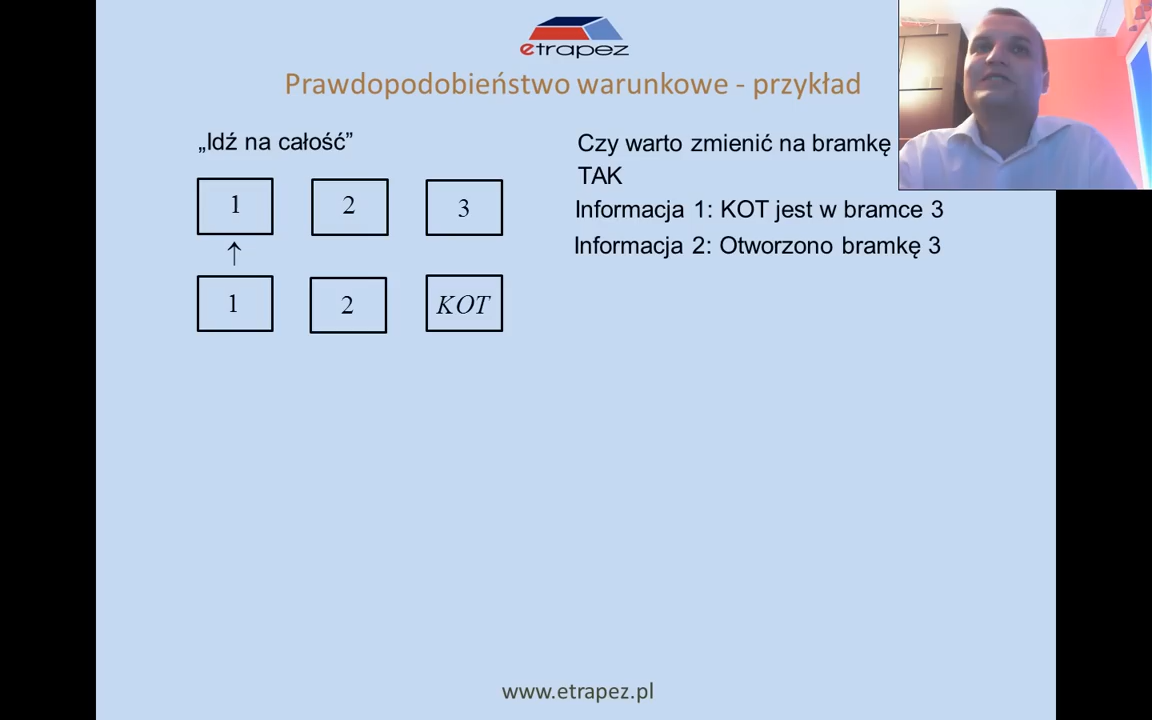 etrapez
Prawdopodobieństwo warunkowe - przykład
„Idź na całość”
Czy warto zmienić na bramkę
TAK
1 2 3
Informacja 1: KOT jest w bramce 3
Informacja 2: Otworzono bramkę 3
↑
1 2 KOT
www.etrapez.pl